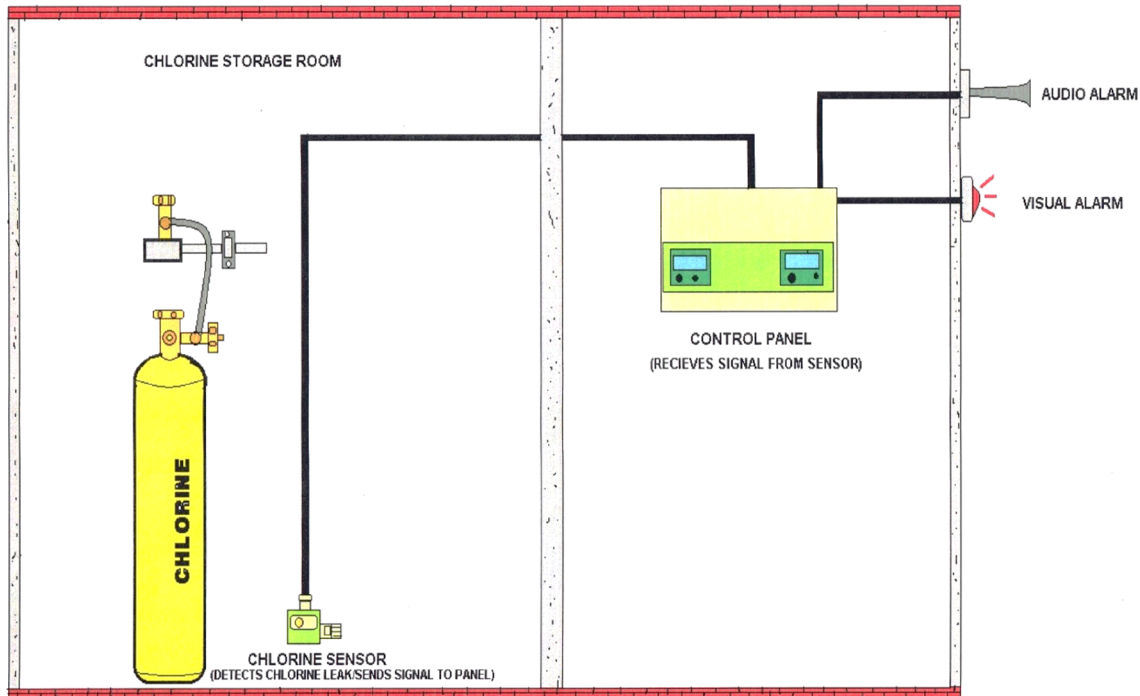 CHLORINE STORAGE ROOM
AUDIO ALARM
VISUAL ALARM
CONTROL PANEL
(RECIEVES SIGNAL FROM SENSOR)
CHLORINE
CHLORINE SENSOR
(DETECTS CHLORINE LEAK/SENDS SIGNAL TO PANEL)